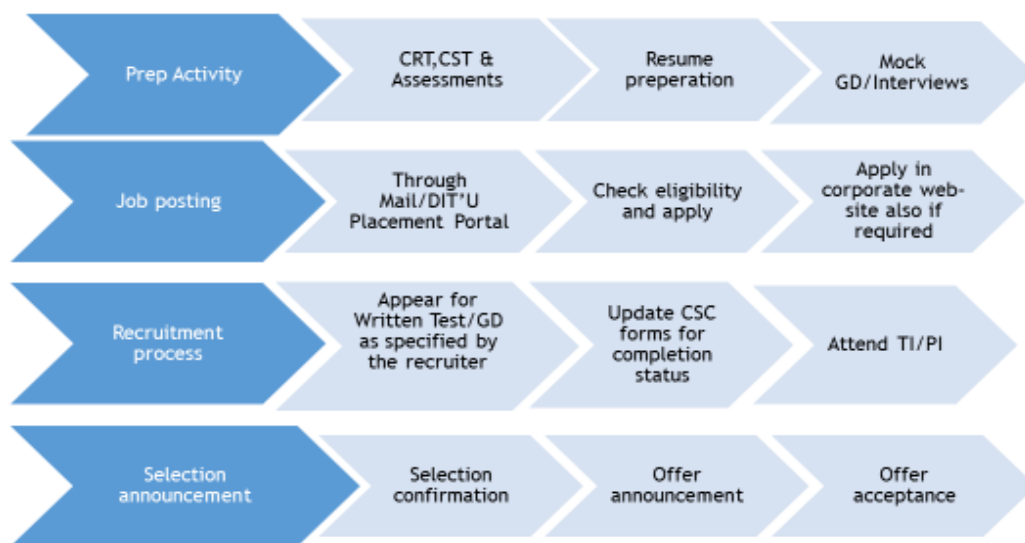 Prep Activity
CRT,CST &
Assessments
Resume
preperation
Mock
GD/Interviews
Job posting
Through
Mail/DIT'U
Placement Portal
Check eligibility
and apply
Apply in
corporate web-
site also if
required
Recruitment
process
Appear for
Written Test/GD
as specified by
the recruiter
Update CSC
forms for
completion
status
Attend TI/PI
Selection
announcement
Selection
confirmation
Offer
announcement
Offer
acceptance